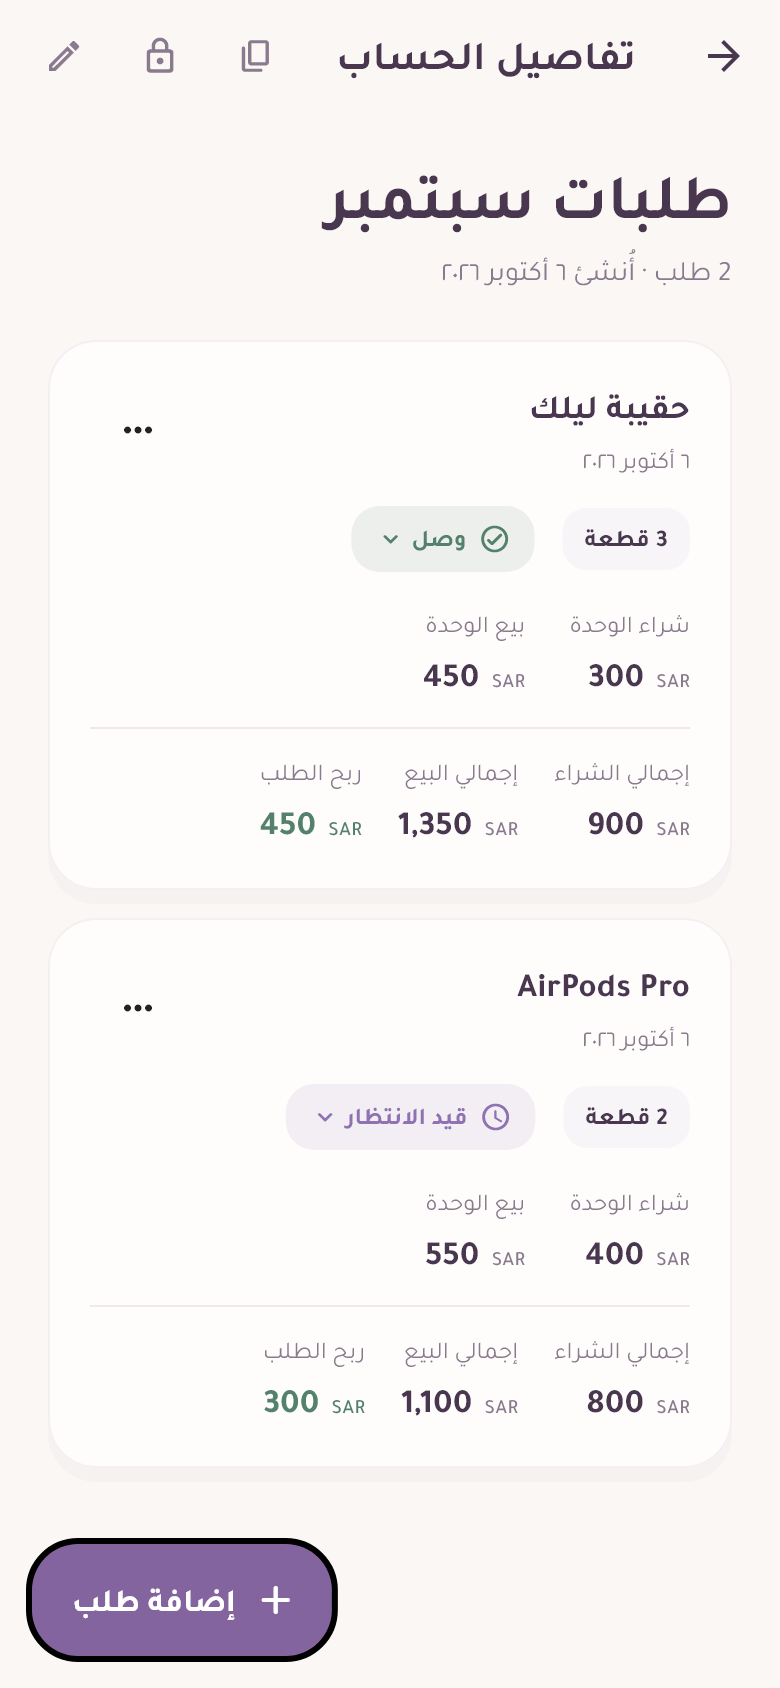 تفاصيل الحساب
طلبات سبتمبر
2 طلب · أُنشئ ٦ أكتوبر ٢٠٢٦
حقيبة ليلك
٦ أكتوبر ٢٠٢٦
3 قطعة وصل
شراء الوحدة بيع الوحدة
300 SAR 450 SAR
إجمالي الشراء إجمالي البيع ربح الطلب
900 SAR 1,350 SAR 450 SAR
AirPods Pro
٦ أكتوبر ٢٠٢٦
2 قطعة قيد الانتظار
شراء الوحدة بيع الوحدة
400 SAR 550 SAR
إجمالي الشراء إجمالي البيع ربح الطلب
800 SAR 1,100 SAR 300 SAR
إضافة طلب